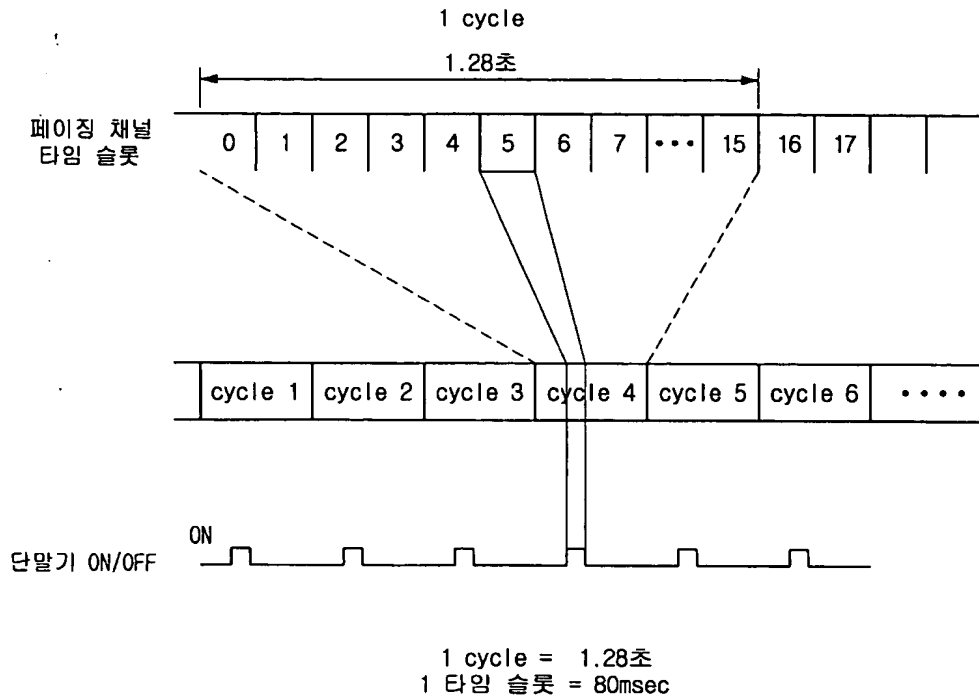 1 cycle
1.28초
페이징 채널
타임 슬롯
0 1 2 3 4 5 6 7 ••• 15 16 17
cycle 1 cycle 2 cycle 3 cycle 4 cycle 5 cycle 6 ••••
ON
단말기 ON/OFF
1 cycle = 1.28초
1 타임 슬롯 = 80msec